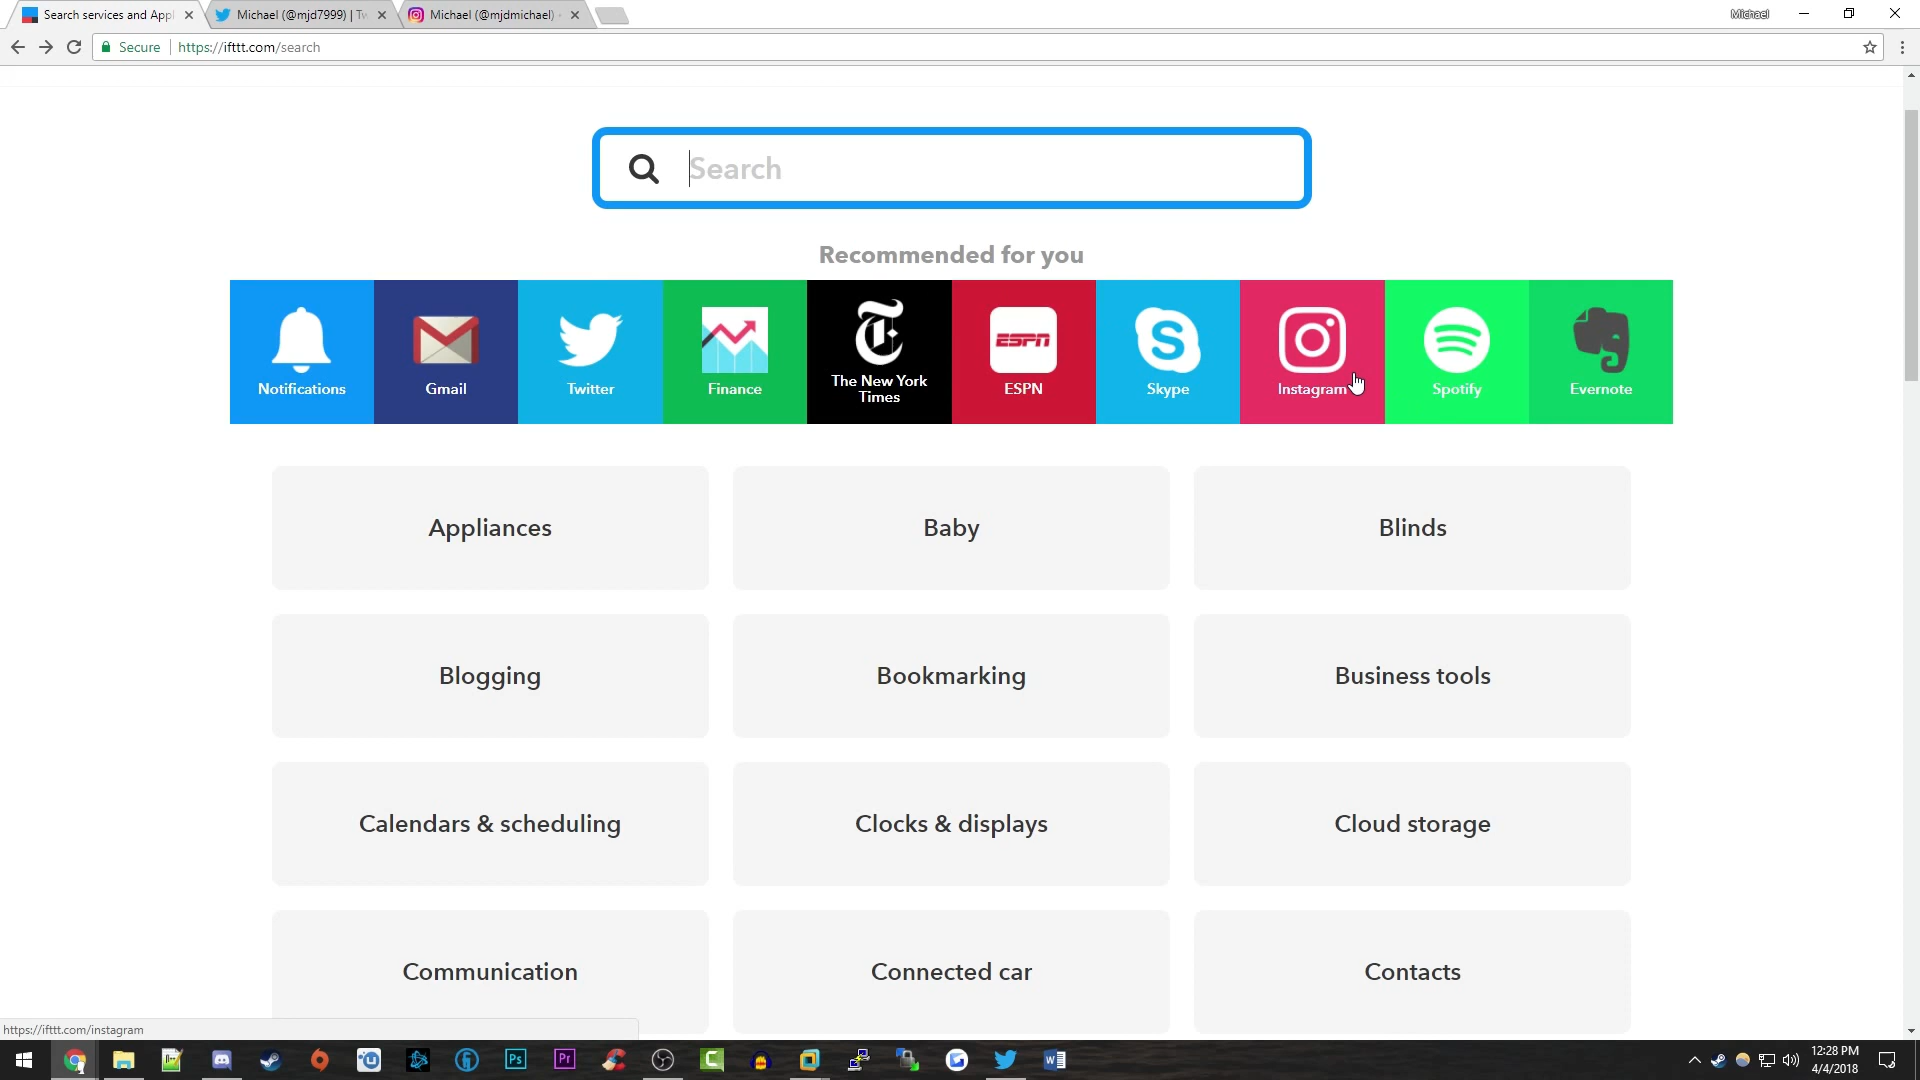 Search services and Appl
Michael (@mjd7999) | Tw
Michael (@mjdmichael)
Michael
Secure
https://ifttt.com/search
Search
Recommended for you
Notifications
Gmail
Twitter
Finance
The New York
Times
ESPN
ESPN
Skype
Instagram
Spotify
Evernote
Appliances
Baby
Blinds
Blogging
Bookmarking
Business tools
Calendars & scheduling
Clocks & displays
Cloud storage
Communication
Connected car
Contacts
https://ifttt.com/instagram
Ps
Pr
12:28 PM
4/4/2018